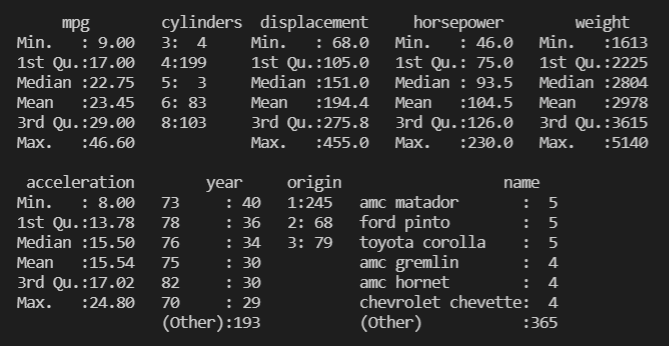 mpg          cylinders  displacement     horsepower        weight    
 Min.   : 9.00   3:  4     Min.   : 68.0   Min.   : 46.0   Min.   :1613  
 1st Qu.:17.00   4:199     1st Qu.:105.0   1st Qu.: 75.0   1st Qu.:2225  
 Median :22.75   5:  3     Median :151.0   Median : 93.5   Median :2804  
 Mean   :23.45   6: 83     Mean   :194.4   Mean   :104.5   Mean   :2978  
 3rd Qu.:29.00   8:103     3rd Qu.:275.8   3rd Qu.:126.0   3rd Qu.:3615  
 Max.   :46.60             Max.   :455.0   Max.   :230.0   Max.   :5140  
  acceleration        year     origin                 name    
 Min.   : 8.00   73     : 40   1:245   amc matador      :  5  
 1st Qu.:13.78   78     : 36   2: 68   ford pinto       :  5  
 Median :15.50   76     : 34   3: 79   toyota corolla   :  5  
 Mean   :15.54   75     : 30           amc gremlin      :  4  
 3rd Qu.:17.02   82     : 30           amc hornet       :  4  
 Max.   :24.80   70     : 29           chevrolet chevette:  4  
                 (Other):193           (Other)          :365